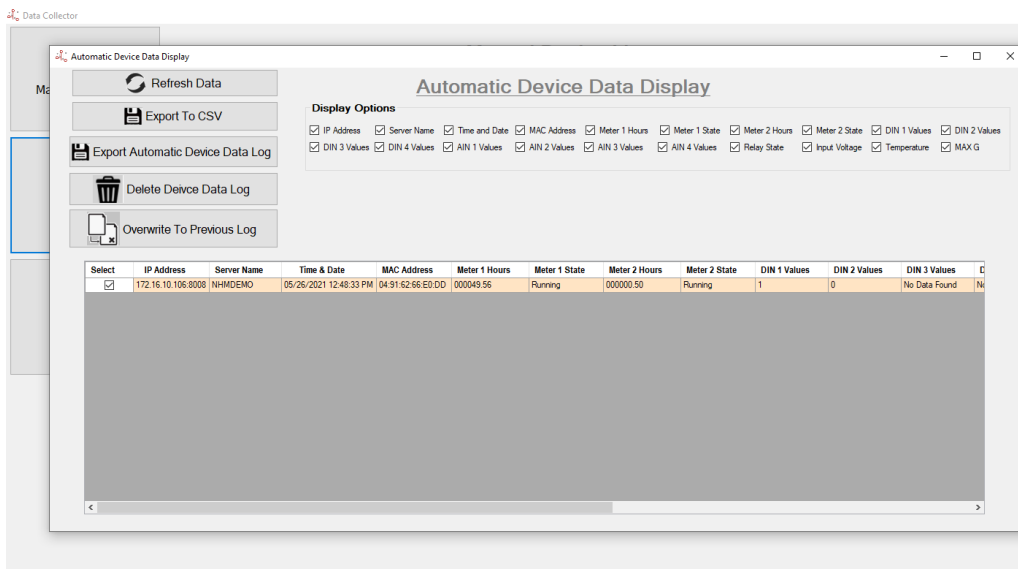 Data Collector
Automatic Device Data Display
Refresh Data
Export To CSV
Export Automatic Device Data Log
Delete Deivce Data Log
Overwrite To Previous Log
Automatic Device Data Display
Display Options
IP Address Server Name Time and Date MAC Address Meter 1 Hours Meter 1 State Meter 2 Hours Meter 2 State DIN 1 Values DIN 2 Values
DIN 3 Values DIN 4 Values AIN 1 Values AIN 2 Values AIN 3 Values AIN 4 Values Relay State Input Voltage Temperature MAX G
Select IP Address Server Name Time & Date MAC Address Meter 1 Hours Meter 1 State Meter 2 Hours Meter 2 State DIN 1 Values DIN 2 Values DIN 3 Values
172.16.10.106:8008 NHMDEMO 05/26/2021 12:48:33 PM 04:91:62:66:E0:DD 000049.56 Running 000000.50 Running 1 0 No Data Found